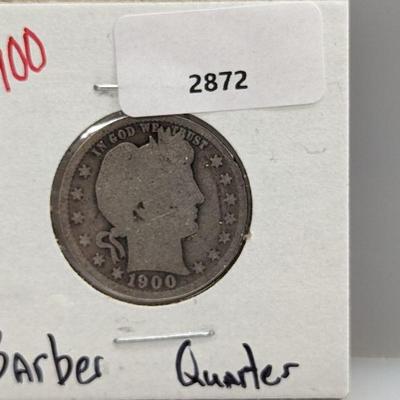 900
2872
IN GOD WE TRUST
1900
Barber Quarter